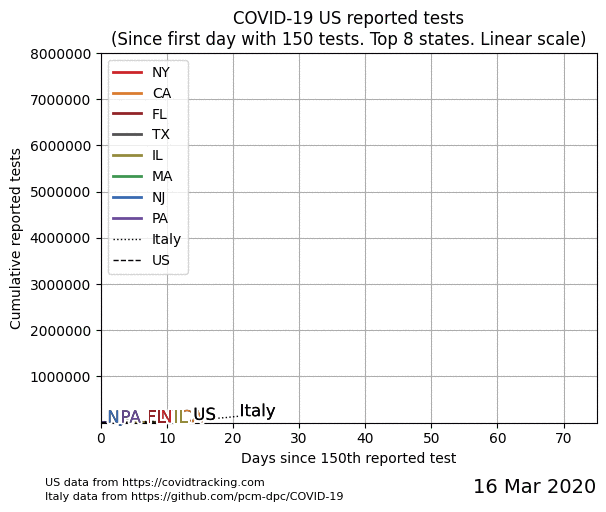 COVID-19 US reported tests
(Since first day with 150 tests. Top 8 states. Linear scale)
8000000
7000000
6000000
5000000
4000000
3000000
2000000
1000000
Cumulative reported tests
NY
CA
FL
TX
IL
MA
NJ
PA
Italy
US
PA
IL
US
Italy
0 10 20 30 40 50 60 70
Days since 150th reported test
US data from https://covidtracking.com
Italy data from https://github.com/pcm-dpc/COVID-19
16 Mar 2020